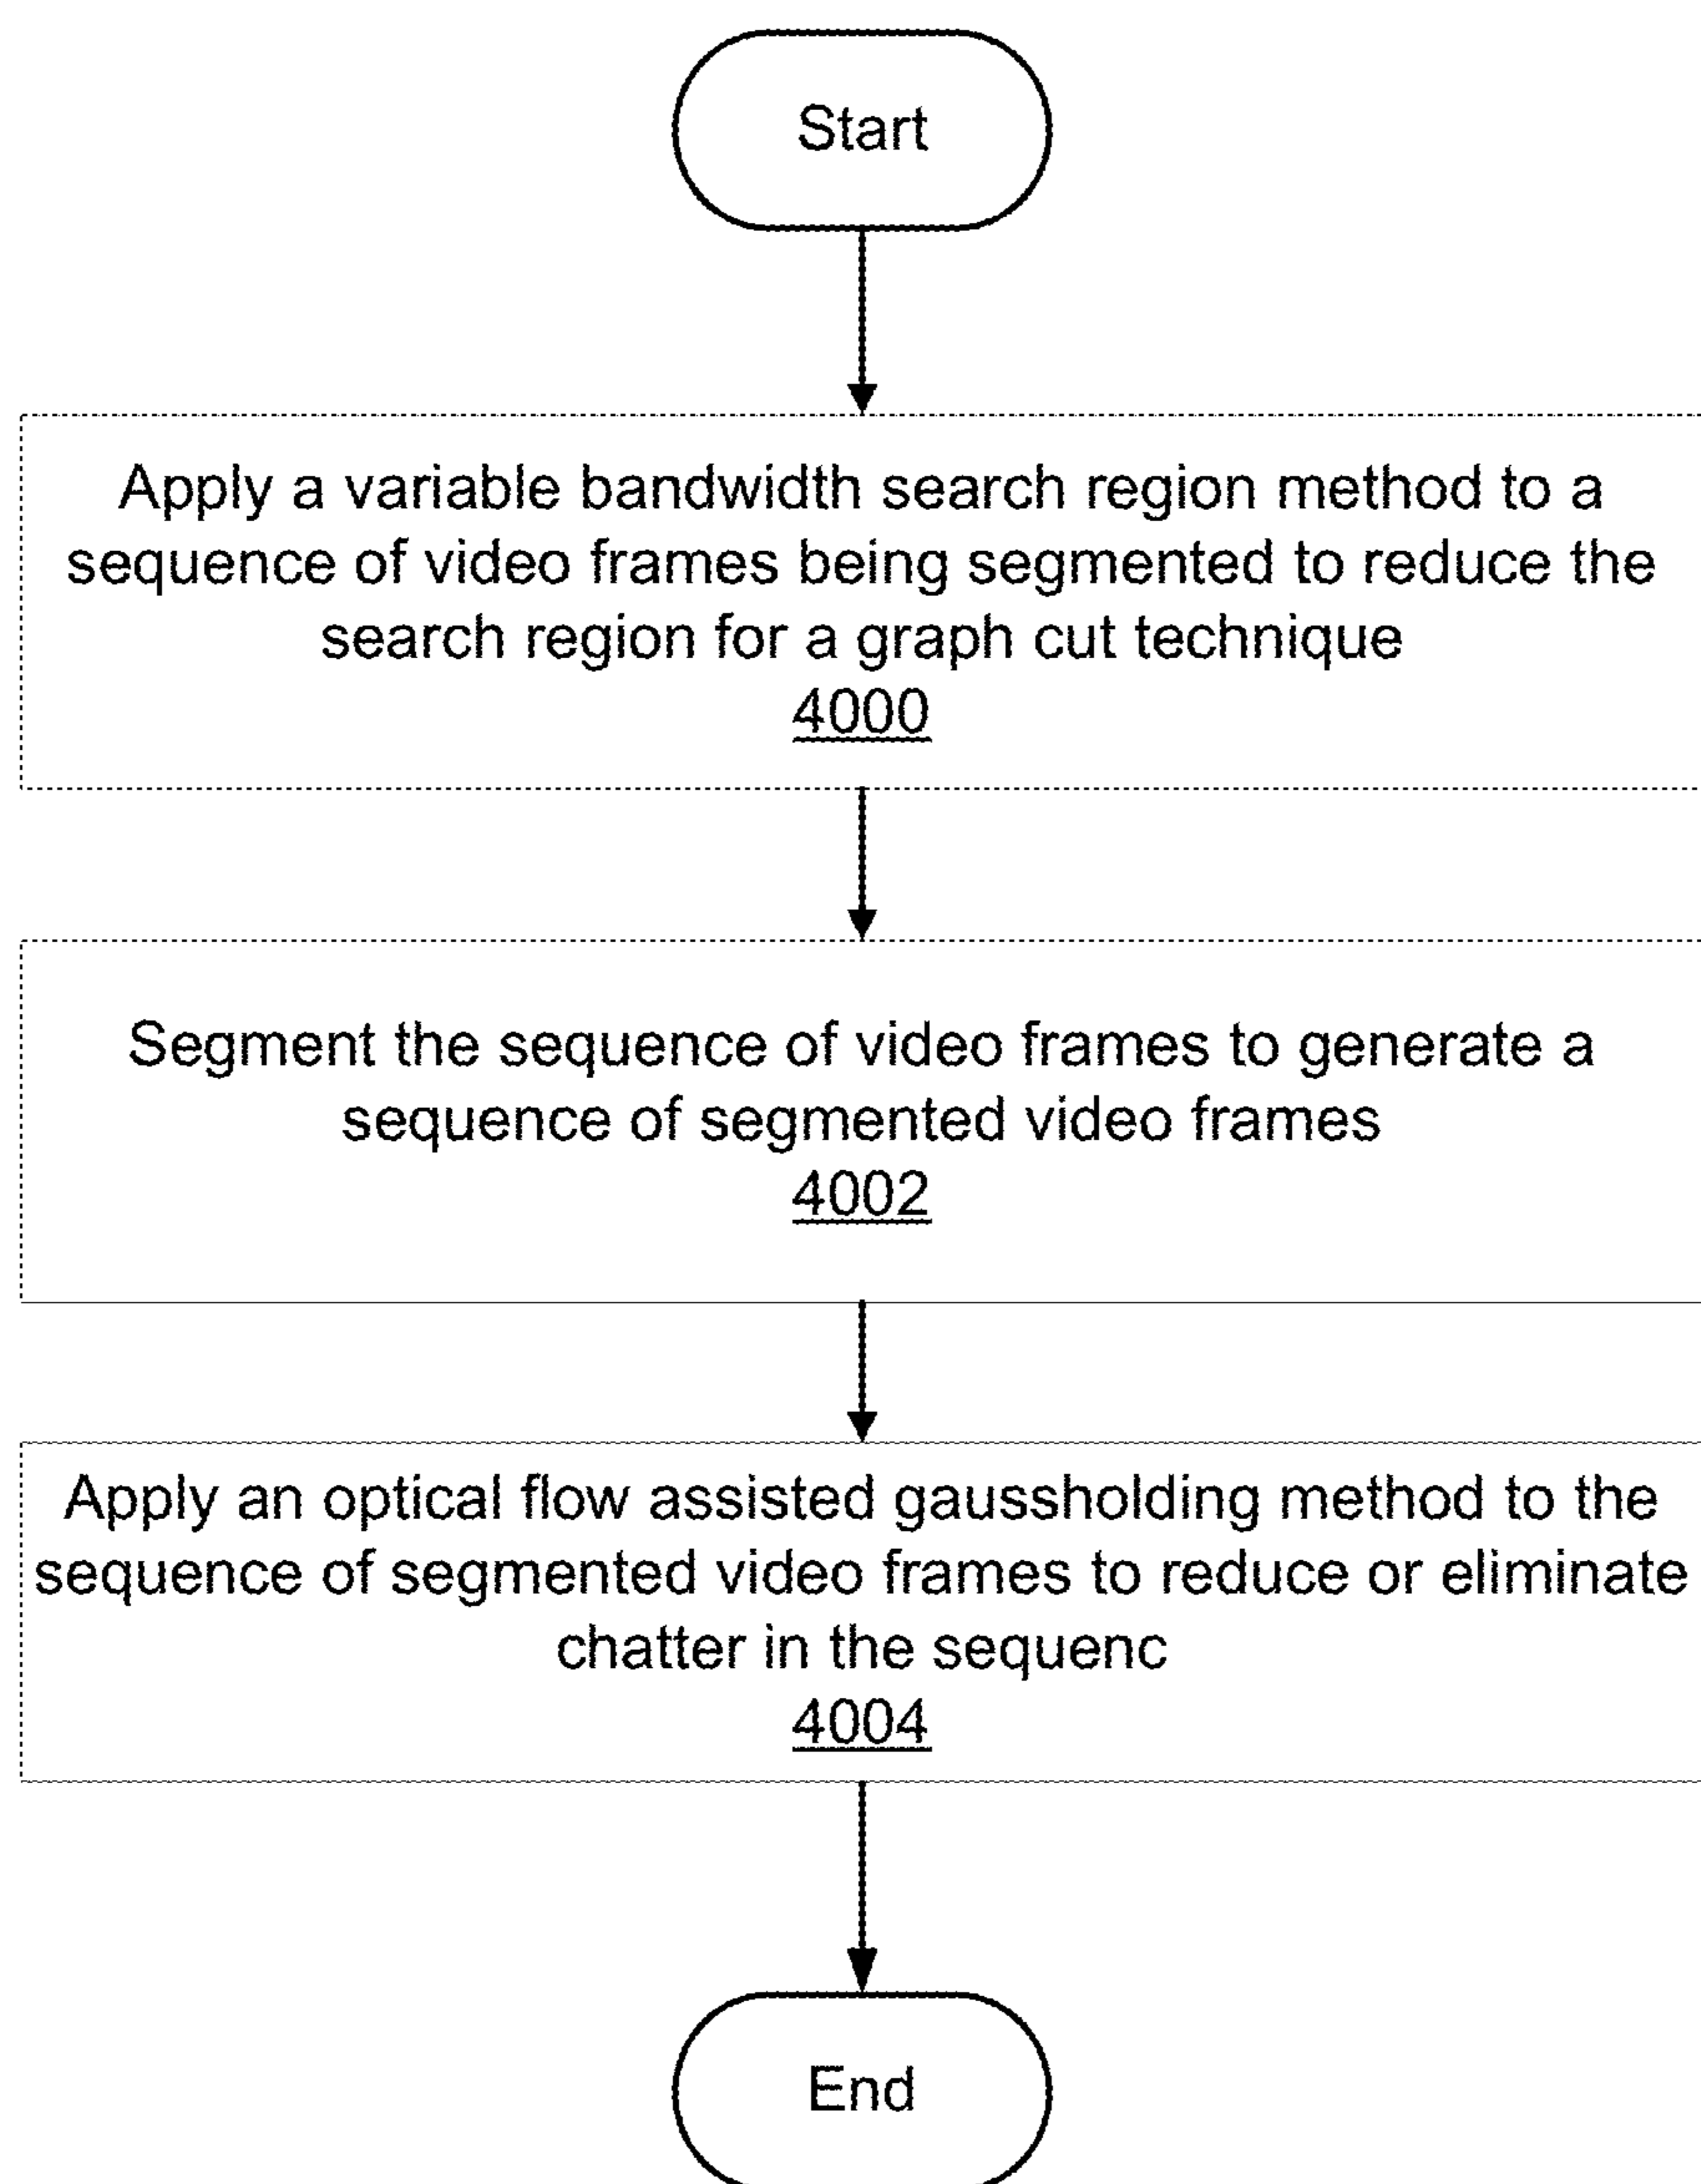 Start
Apply a variable bandwidth search region method to a
sequence of video frames being segmented to reduce the
search region for a graph cut technique
4000
Segment the sequence of video frames to generate a
sequence of segmented video frames
4002
Apply an optical flow assisted gaussholding method to the
sequence of segmented video frames to reduce or eliminate
chatter in the sequenc
4004
End